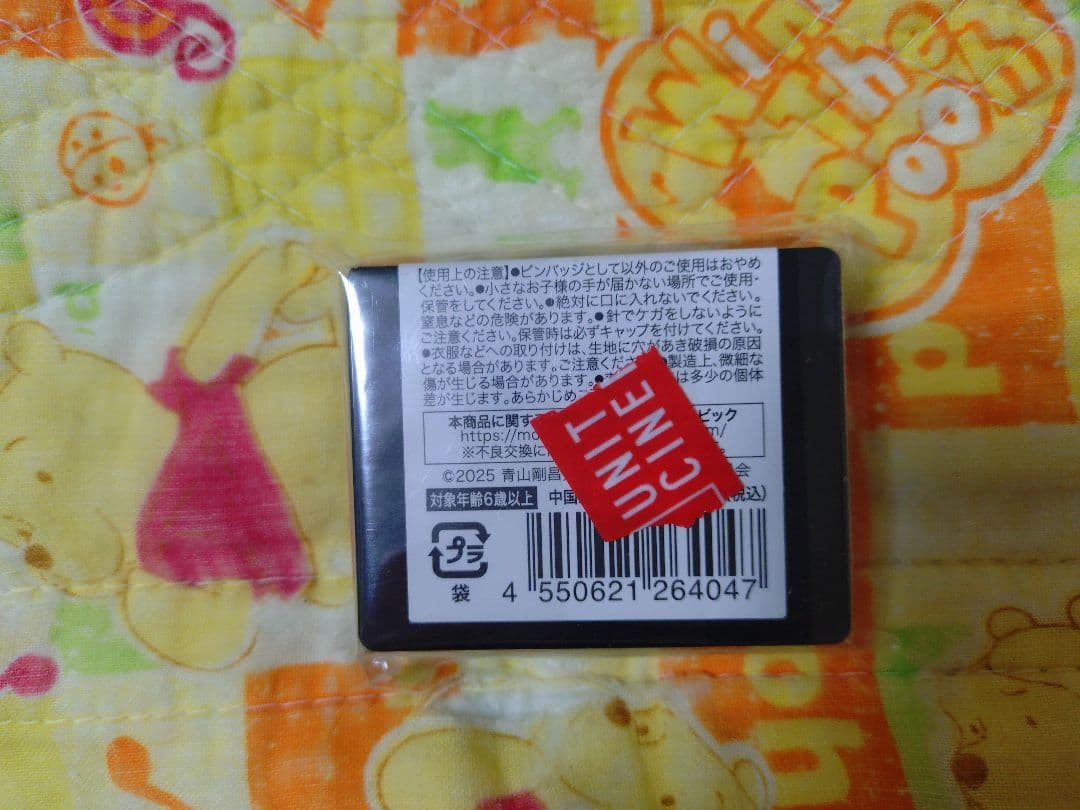 Winnie the Pooh
【使用上の注意】●ピンバッジとして以外のご使用はおやめ
ください。●小さなお子様の手が届かない場所でご使用・
保管をしてください。●絶対に口に入れないでください。
窒息などの危険があります。●針でケガをしないように
ご注意ください。保管時は必ずキャップを付けてください。
●衣服などへの取り付けは、生地に穴があき破損の原因
となる場合があります。ご注意くださ ●製造上、微細な
傷が生じる場合があります。● は多少の個体
差が生じます。あらかじめご
本商品に関す ビック
https://mo m/
※不良交換に
©2025 青山剛昌 会
対象年齢6歳以上 中国 (税込)
UNIT
CINE
プラ
袋
4 550621 264047